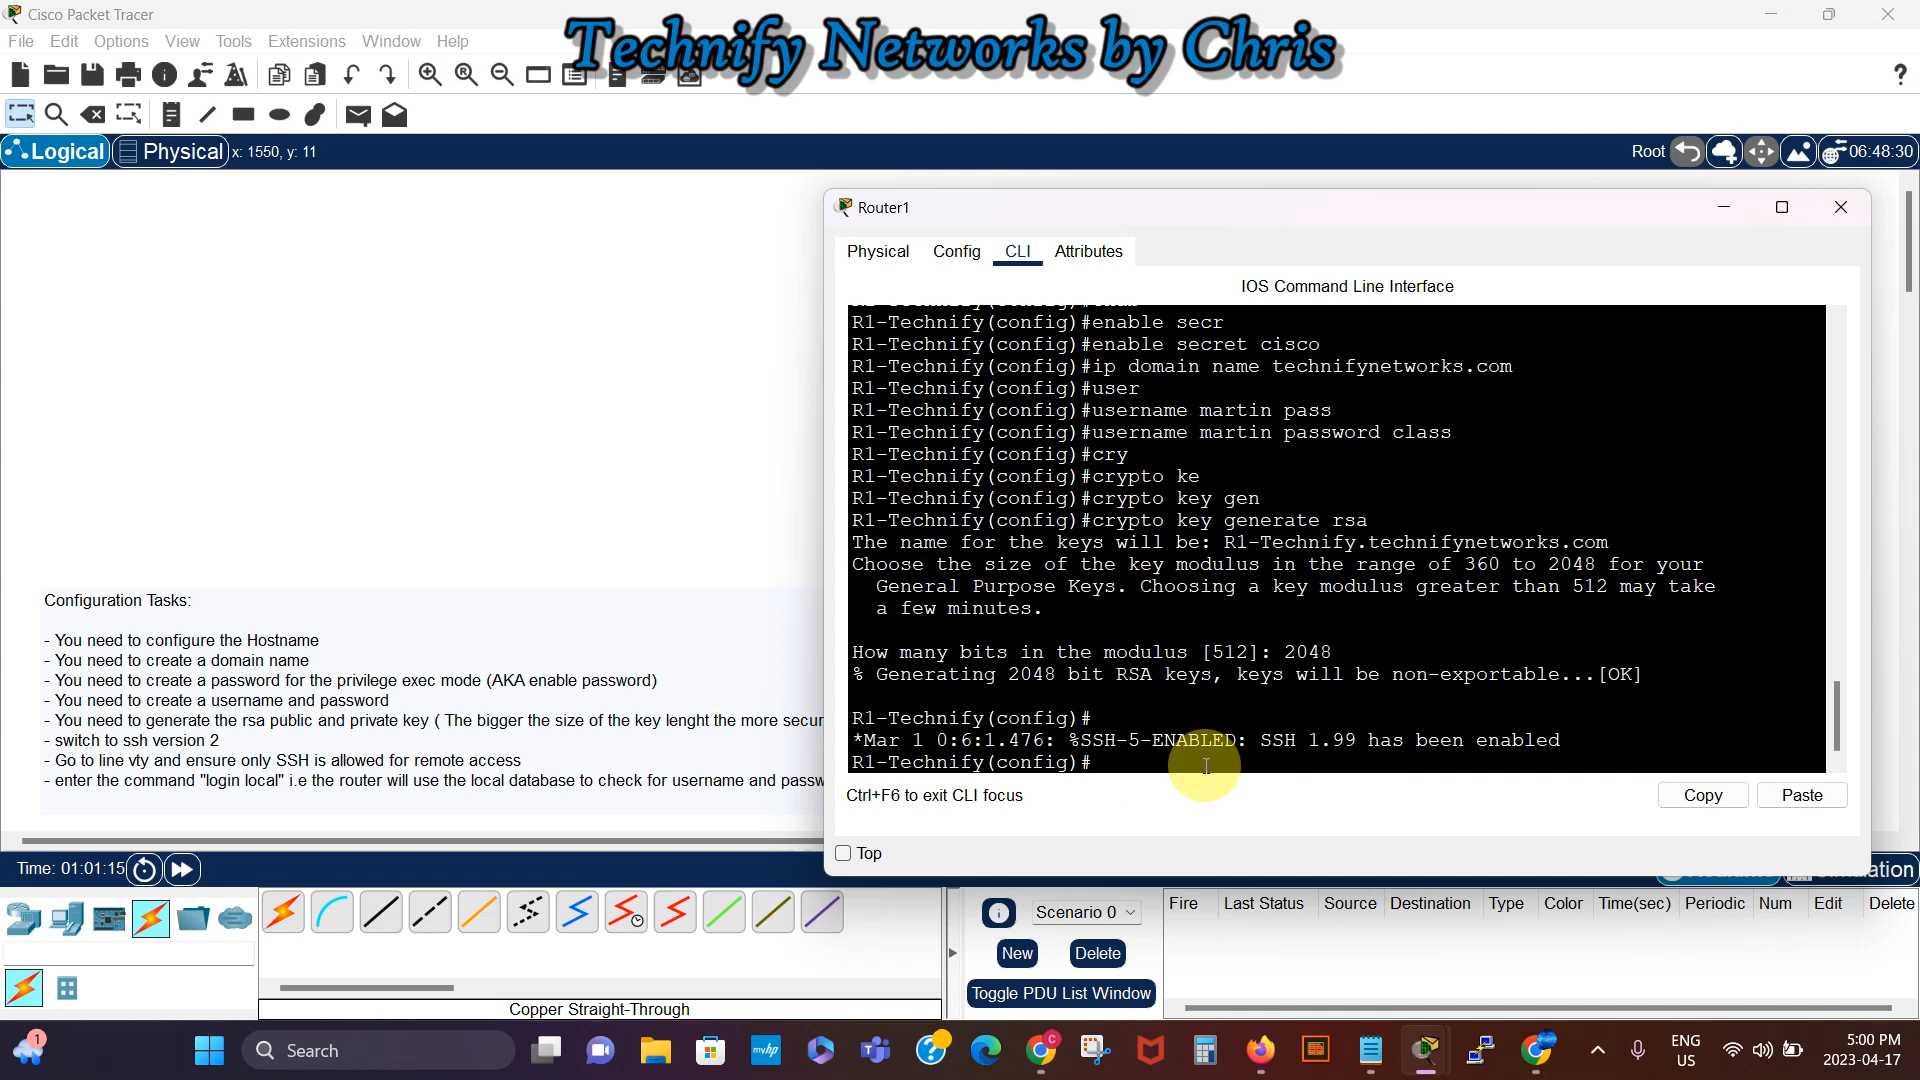 Cisco Packet Tracer
Technify Networks by Chris
File Edit Options View Tools Extensions Window Help
?
Logical Physical x: 1550, y: 11 Root 06:48:30
Router1
Physical Config CLI Attributes
IOS Command Line Interface
R1-Technify(config)#enable secr
R1-Technify(config)#enable secret cisco
R1-Technify(config)#ip domain name technifynetworks.com
R1-Technify(config)#user
R1-Technify(config)#username martin pass
R1-Technify(config)#username martin password class
R1-Technify(config)#cry
R1-Technify(config)#crypto ke
R1-Technify(config)#crypto key gen
R1-Technify(config)#crypto key generate rsa
The name for the keys will be: R1-Technify.technifynetworks.com
Choose the size of the key modulus in the range of 360 to 2048 for your
General Purpose Keys. Choosing a key modulus greater than 512 may take
a few minutes.
How many bits in the modulus [512]: 2048
% Generating 2048 bit RSA keys, keys will be non-exportable...[OK]
R1-Technify(config)#
*Mar 1 0:6:1.476: %SSH-5-ENABLED: SSH 1.99 has been enabled
R1-Technify(config)#
Ctrl+F6 to exit CLI focus
Copy Paste
Top
Configuration Tasks:
- You need to configure the Hostname
- You need to create a domain name
- You need to create a password for the privilege exec mode (AKA enable password)
- You need to create a username and password
- You need to generate the rsa public and private key ( The bigger the size of the key lenght the more secur
- switch to ssh version 2
- Go to line vty and ensure only SSH is allowed for remote access
- enter the command "login local" i.e the router will use the local database to check for username and passw
Time: 01:01:15
Scenario 0
New Delete
Toggle PDU List Window
Fire Last Status Source Destination Type Color Time(sec) Periodic Num Edit Delete
Copper Straight-Through
1
Search
myhp
ENG
US
5:00 PM
2023-04-17